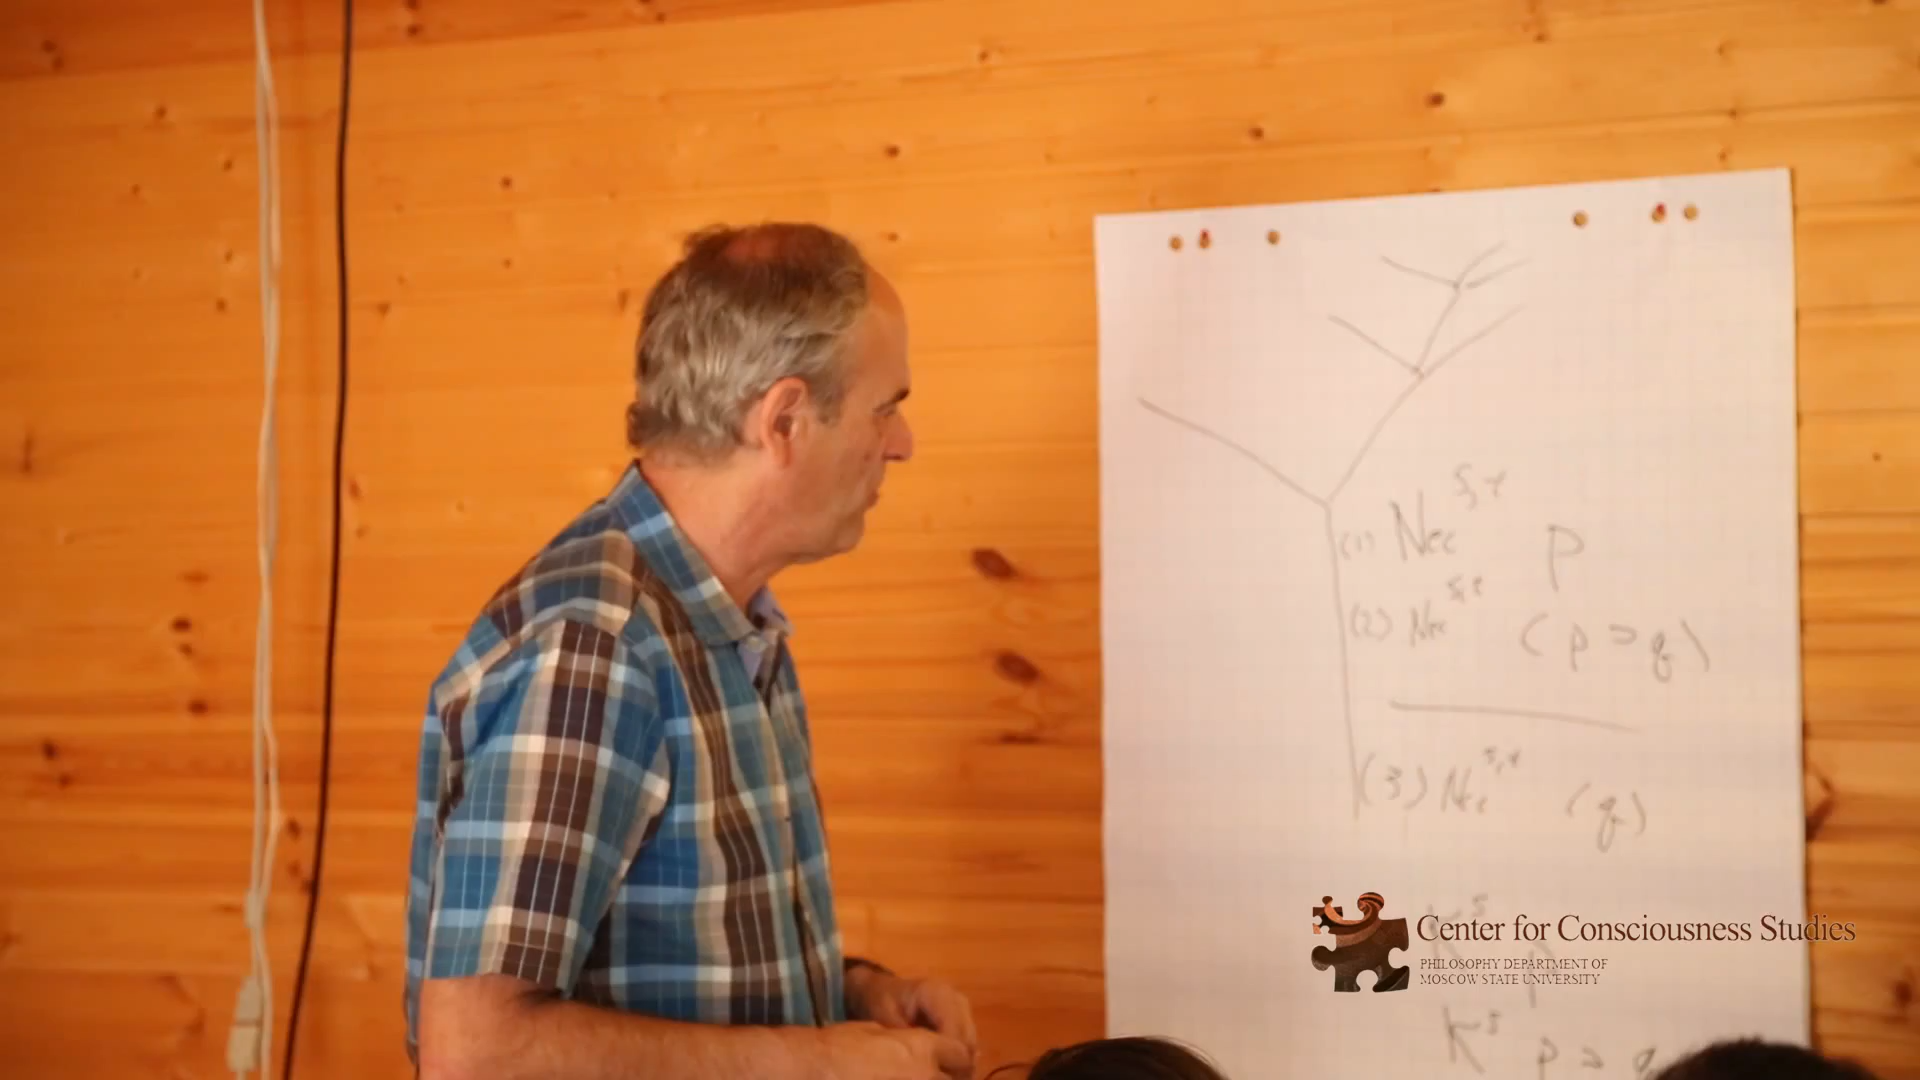 (1) Nec^{s,t} p
(2) Nec^{s,t} (p ⊃ q)
(3) Nec^{s,t} (q)
K^s p
K^s p ⊃ q
Center for Consciousness Studies
PHILOSOPHY DEPARTMENT OF
MOSCOW STATE UNIVERSITY